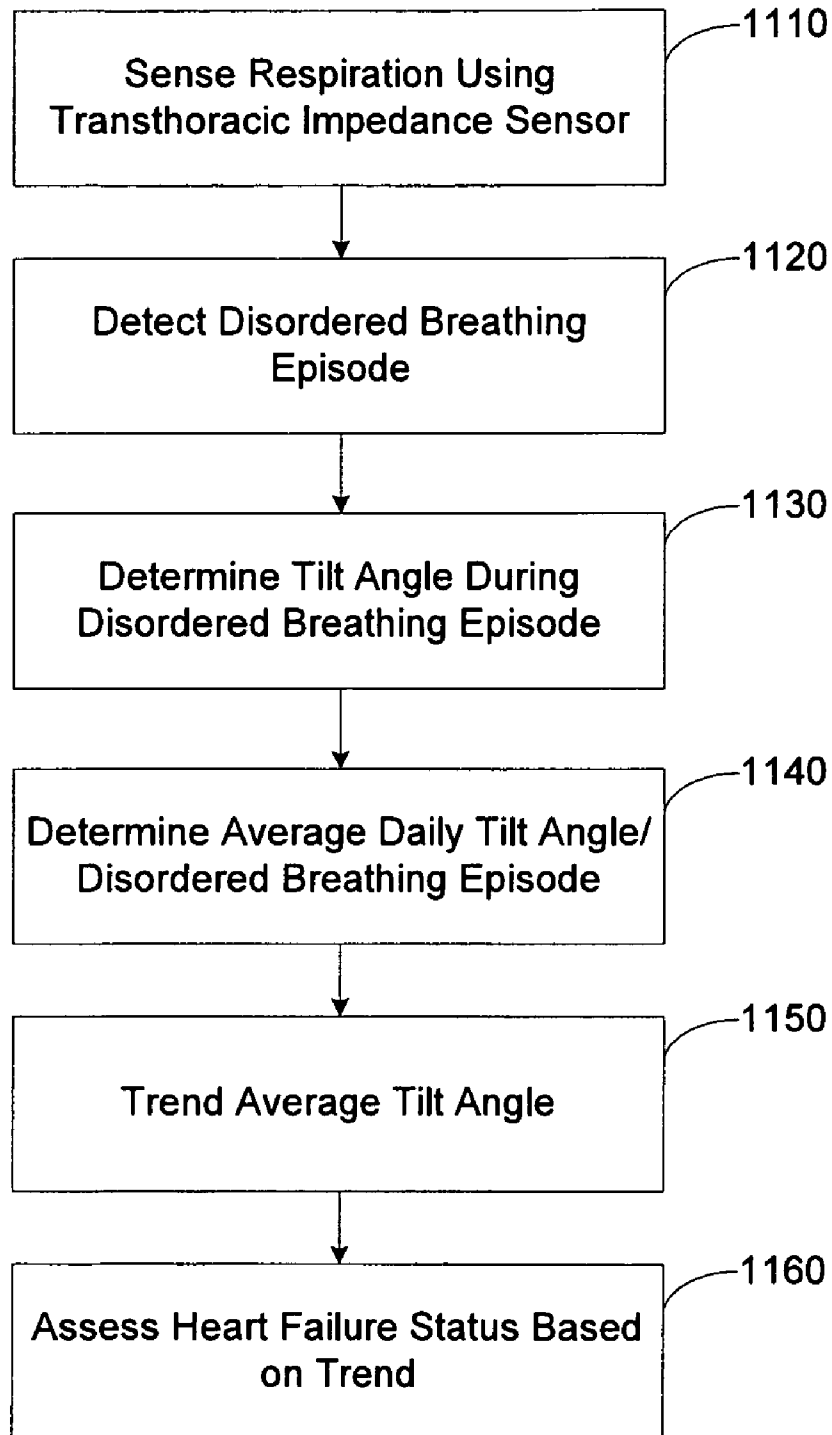 1110
Sense Respiration Using
Transthoracic Impedance Sensor
1120
Detect Disordered Breathing
Episode
1130
Determine Tilt Angle During
Disordered Breathing Episode
1140
Determine Average Daily Tilt Angle/
Disordered Breathing Episode
1150
Trend Average Tilt Angle
1160
Assess Heart Failure Status Based
on Trend